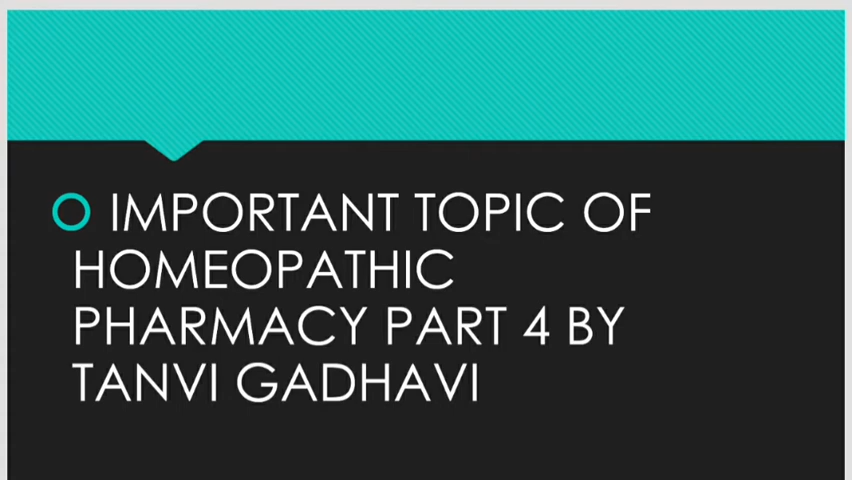 IMPORTANT TOPIC OF
HOMEOPATHIC
PHARMACY PART 4 BY
TANVI GADHAVI